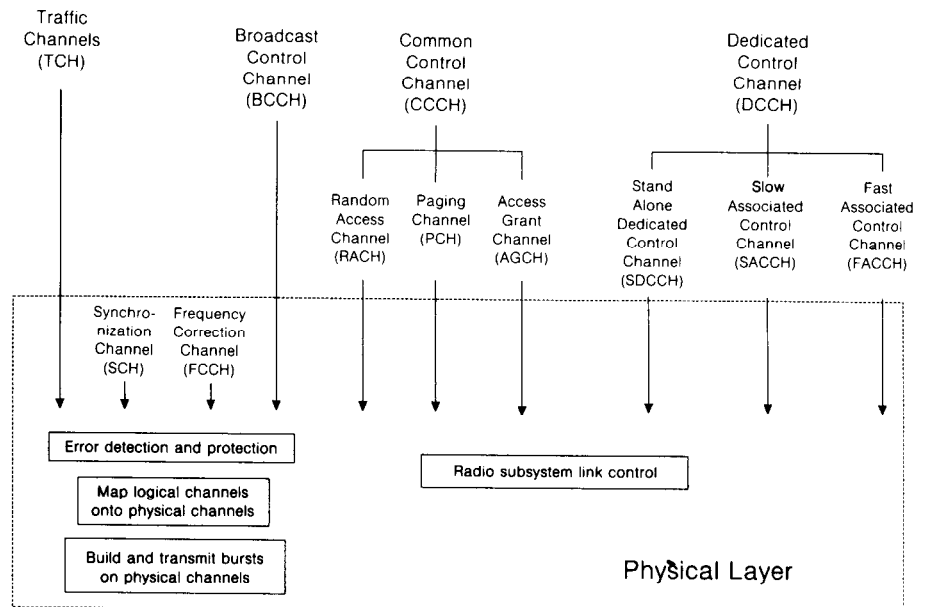 Traffic
Channels
(TCH)
Broadcast
Control
Channel
(BCCH)
Common
Control
Channel
(CCCH)
Dedicated
Control
Channel
(DCCH)
Random
Access
Channel
(RACH)
Paging
Channel
(PCH)
Access
Grant
Channel
(AGCH)
Stand
Alone
Dedicated
Control
Channel
(SDCCH)
Slow
Associated
Control
Channel
(SACCH)
Fast
Associated
Control
Channel
(FACCH)
Synchro-
nization
Channel
(SCH)
Frequency
Correction
Channel
(FCCH)
Error detection and protection
Map logical channels
onto physical channels
Build and transmit bursts
on physical channels
Radio subsystem link control
Physical Layer